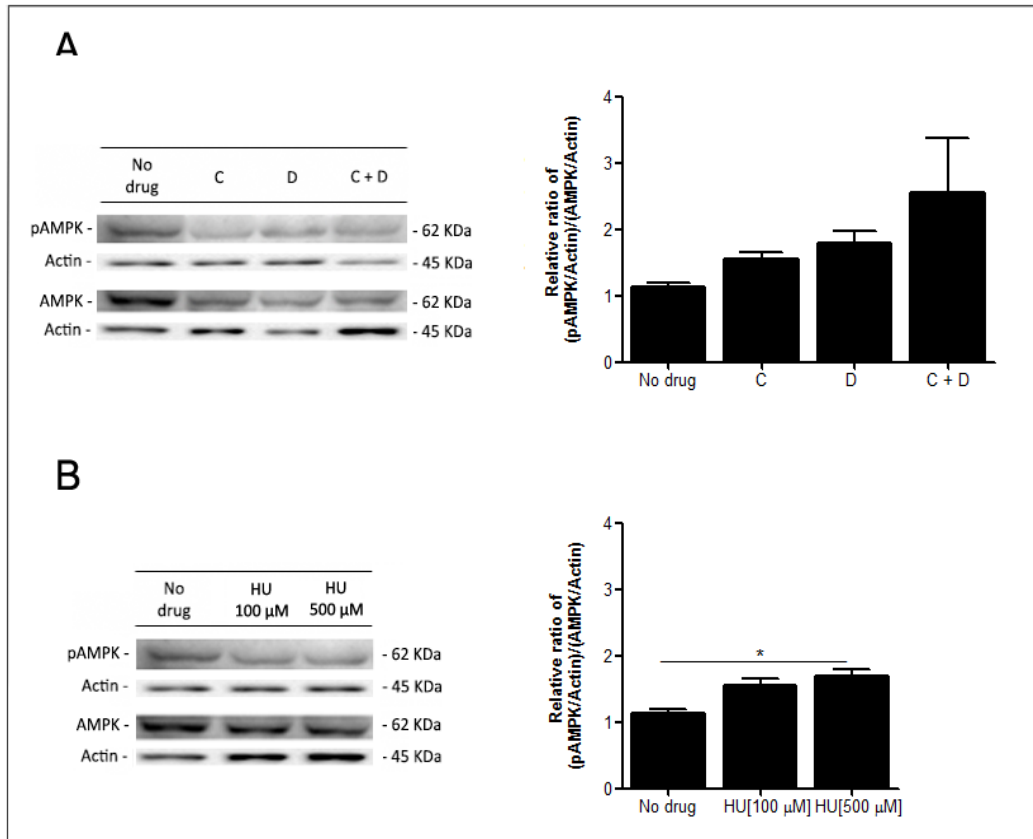 A
No drug C D C + D
pAMPK - - 62 KDa
Actin - - 45 KDa
AMPK - - 62 KDa
Actin - - 45 KDa
Relative ratio of
(pAMPK/Actin)/(AMPK/Actin)
4
3
2
1
0
No drug C D C + D
B
No drug HU 100 µM HU 500 µM
pAMPK - - 62 KDa
Actin - - 45 KDa
AMPK - - 62 KDa
Actin - - 45 KDa
Relative ratio of
(pAMPK/Actin)/(AMPK/Actin)
4
3
2
*
1
0
No drug HU[100 µM] HU[500 µM]